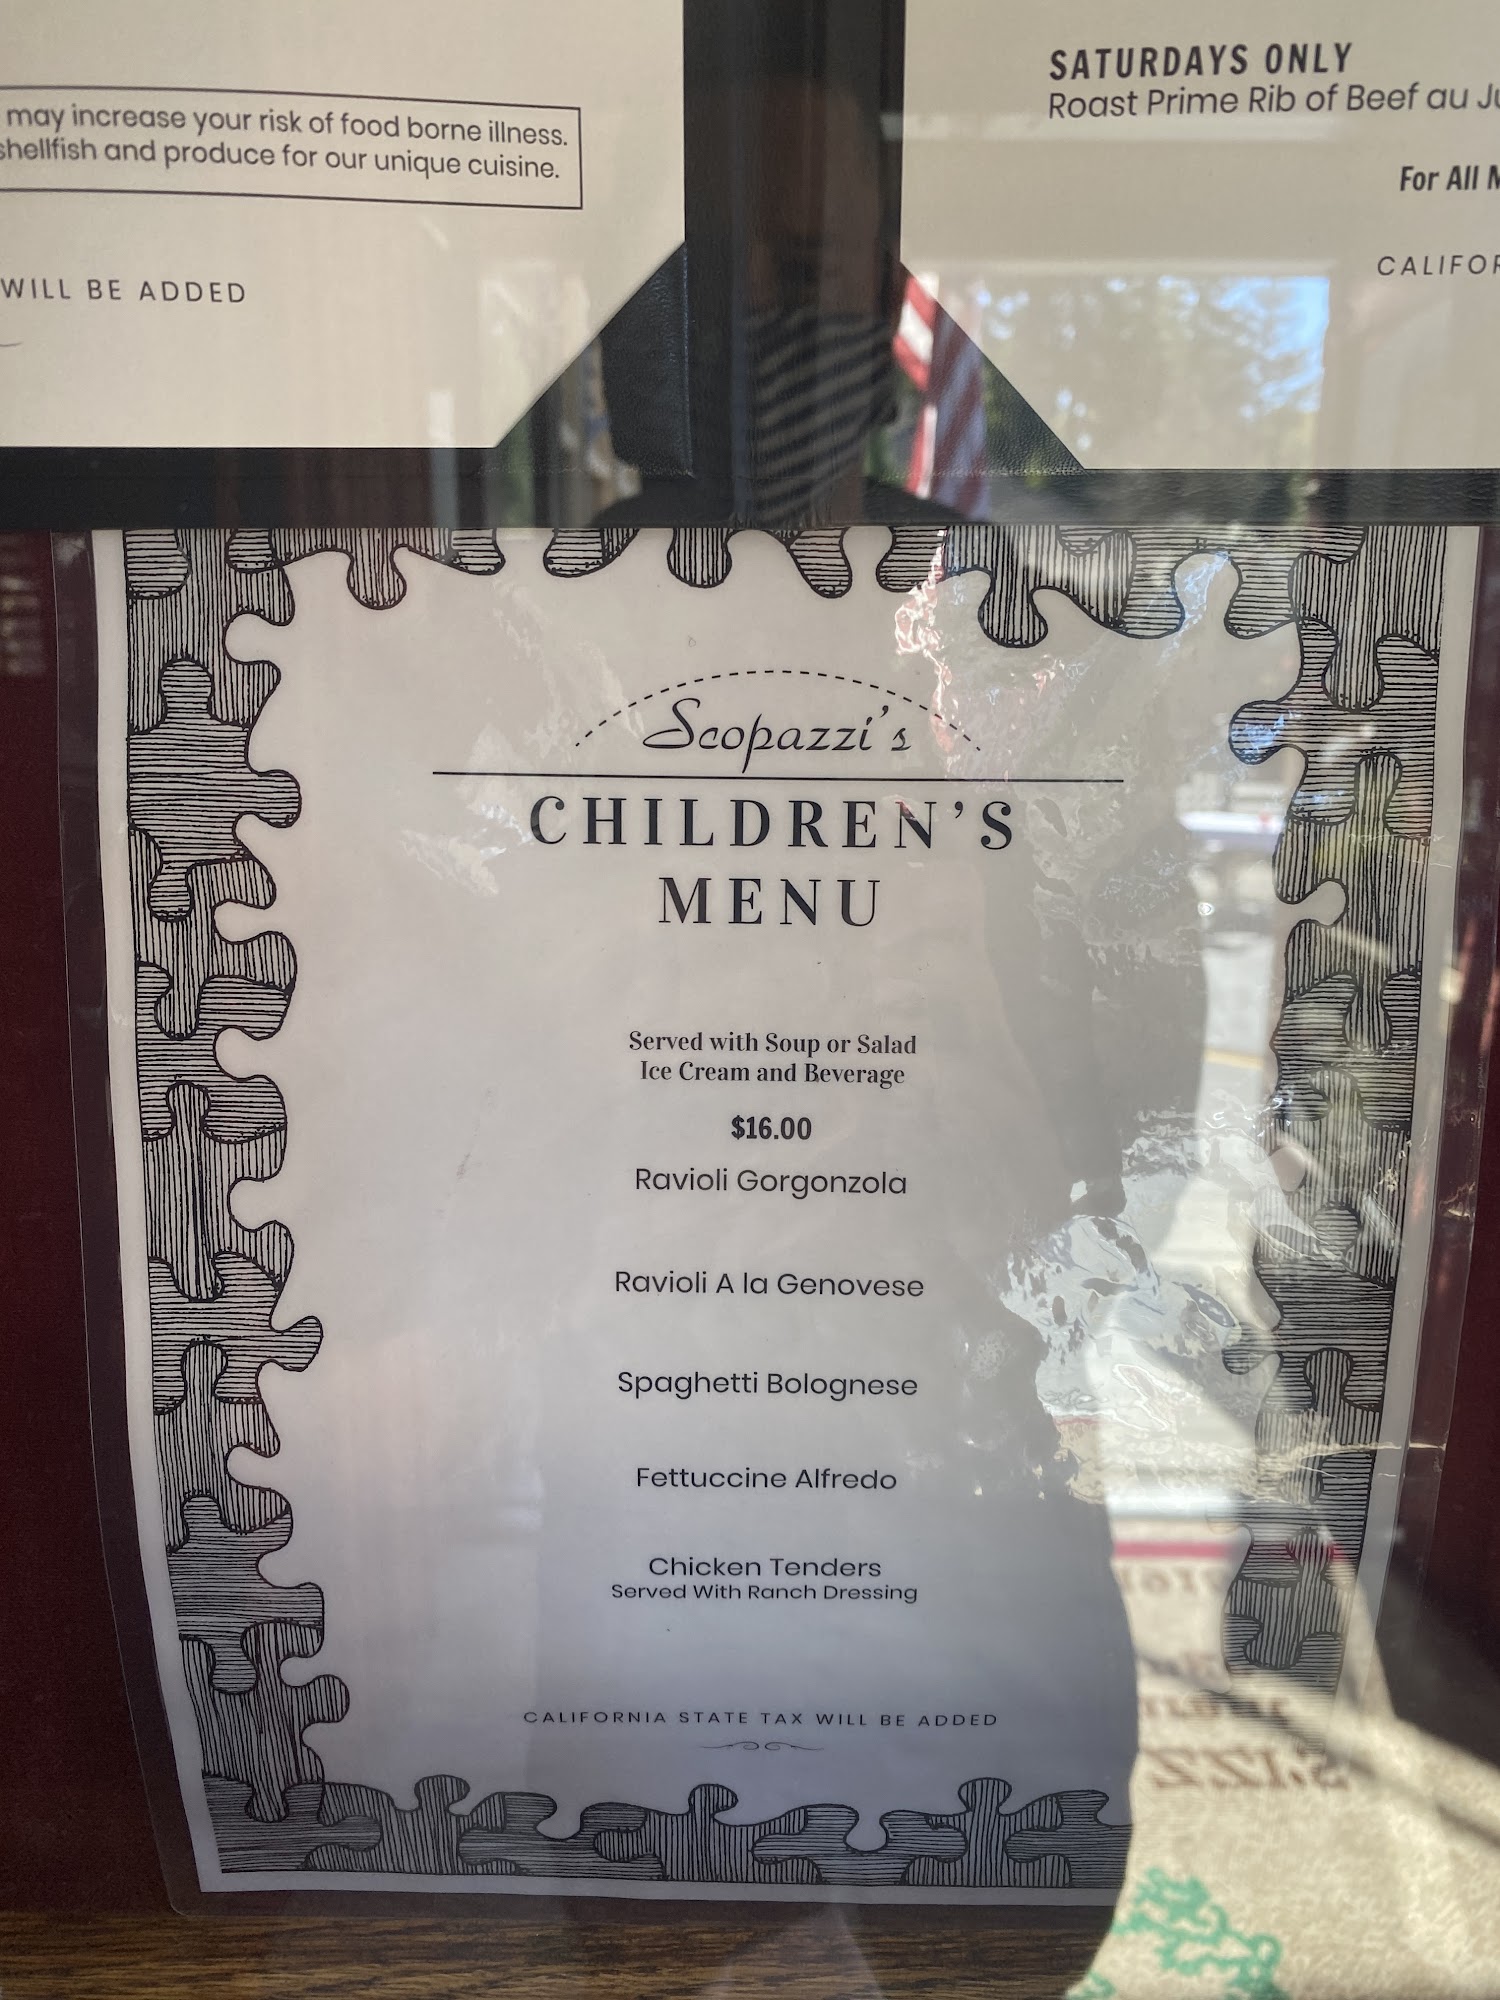 may increase your risk of food borne illness.
shellfish and produce for our unique cuisine.
WILL BE ADDED
SATURDAYS ONLY
Roast Prime Rib of Beef au
For All
Scopazzi's
CHILDREN'S
MENU
Served with Soup or Salad
Ice Cream and Beverage
$16.00
Ravioli Gorgonzola
Ravioli A la Genovese
Spaghetti Bolognese
Fettuccine Alfredo
Chicken Tenders
Served With Ranch Dressing
CALIFORNIA STATE TAX WILL BE ADDED